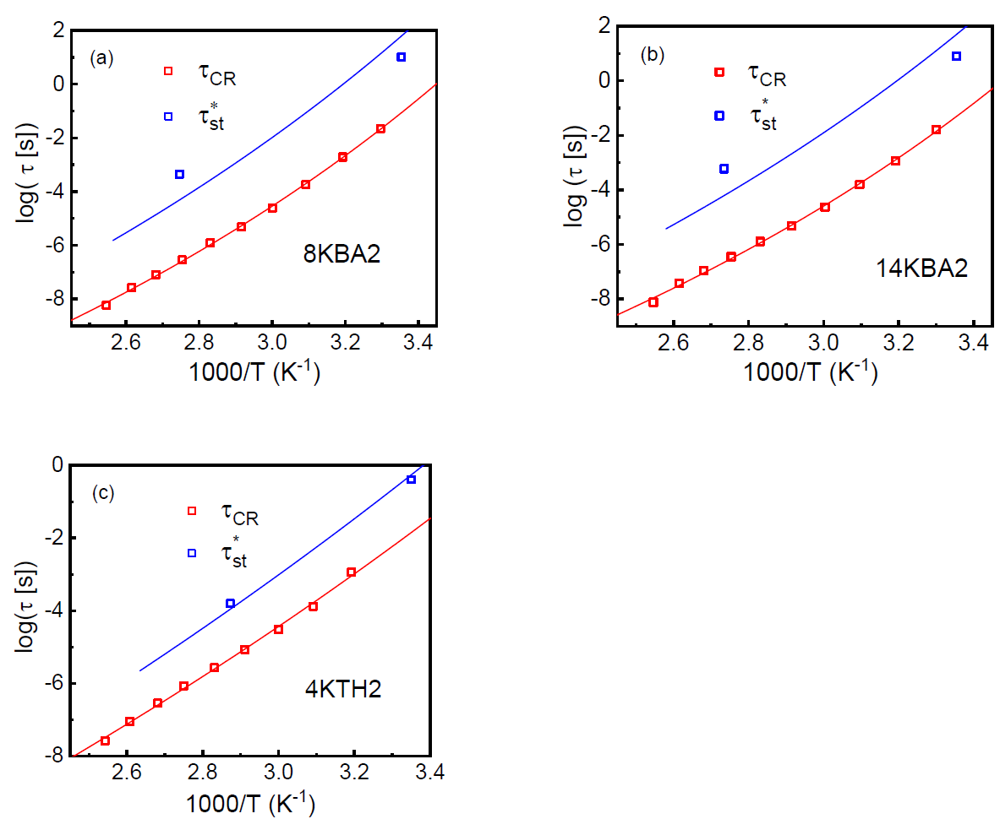 2
0
-2
-4
-6
-8
log( τ [s])
(a)
τCR
τ*st
8KBA2
2.6 2.8 3.0 3.2 3.4
1000/T (K-1)
2
0
-2
-4
-6
-8
log (τ [s])
(b)
τCR
τ*st
14KBA2
2.6 2.8 3.0 3.2 3.4
1000/T (K-1)
0
-2
-4
-6
-8
log(τ [s])
(c)
τCR
τ*st
4KTH2
2.6 2.8 3.0 3.2 3.4
1000/T (K-1)